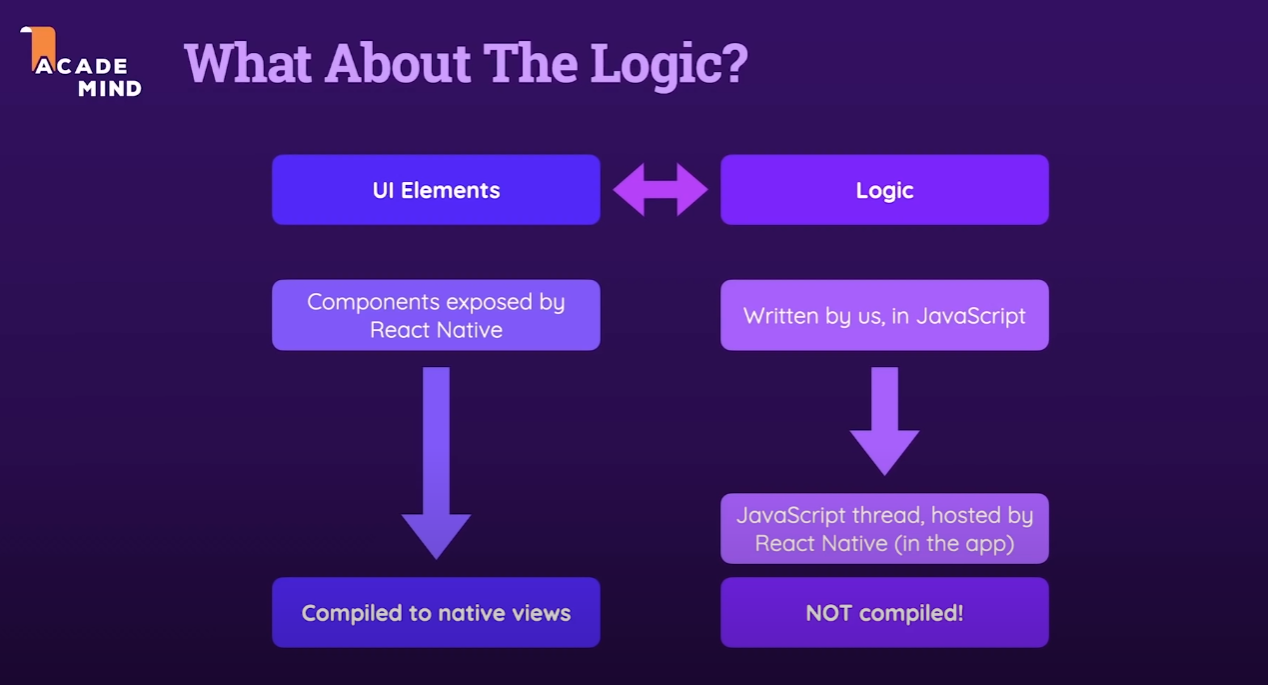 ACADE
MIND
What About The Logic?
UI Elements
Logic
Components exposed by
React Native
Written by us, in JavaScript
JavaScript thread, hosted by
React Native (in the app)
Compiled to native views
NOT compiled!